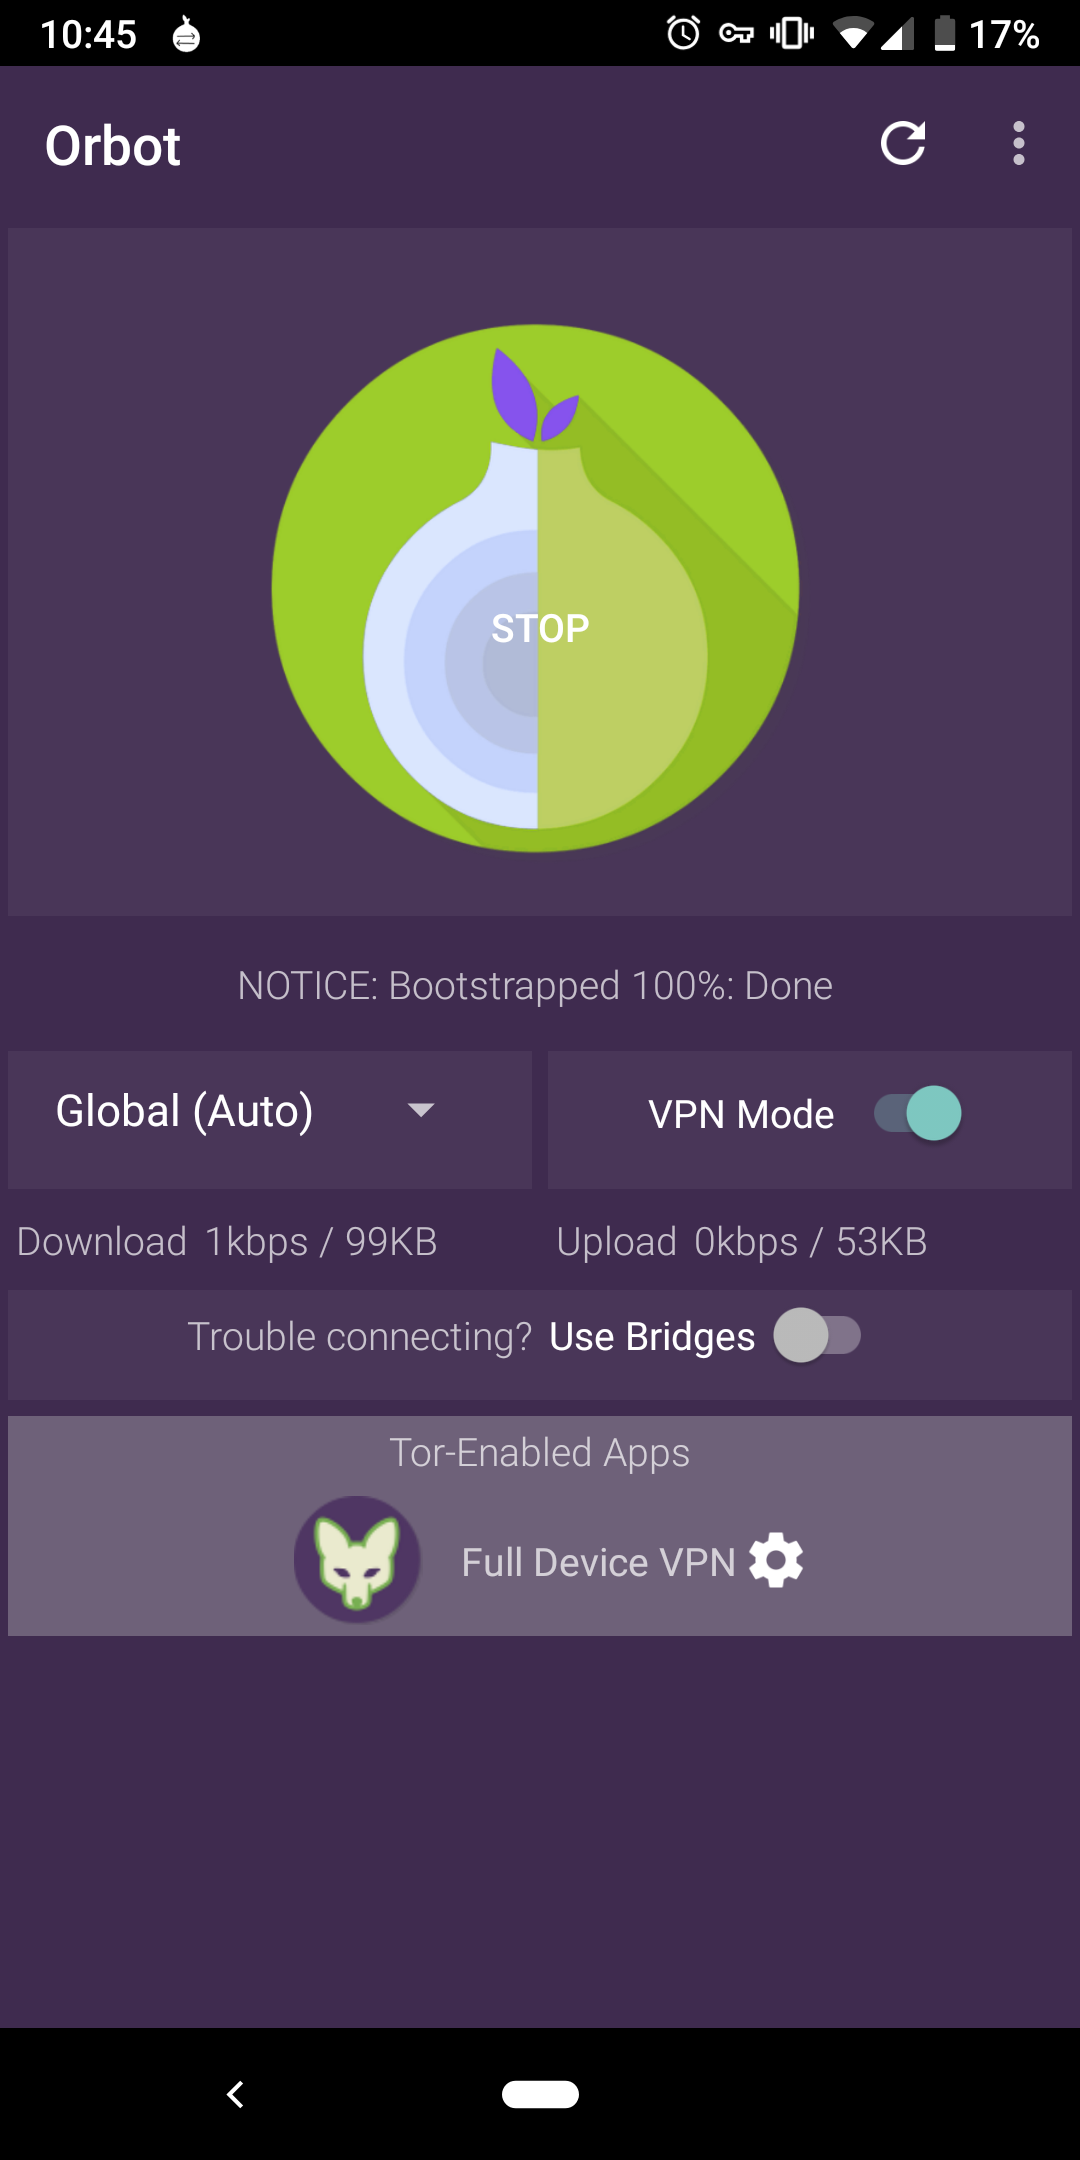 10:45 17%
Orbot
STOP
NOTICE: Bootstrapped 100%: Done
Global (Auto) VPN Mode
Download 1kbps / 99KB Upload 0kbps / 53KB
Trouble connecting? Use Bridges
Tor-Enabled Apps
Full Device VPN